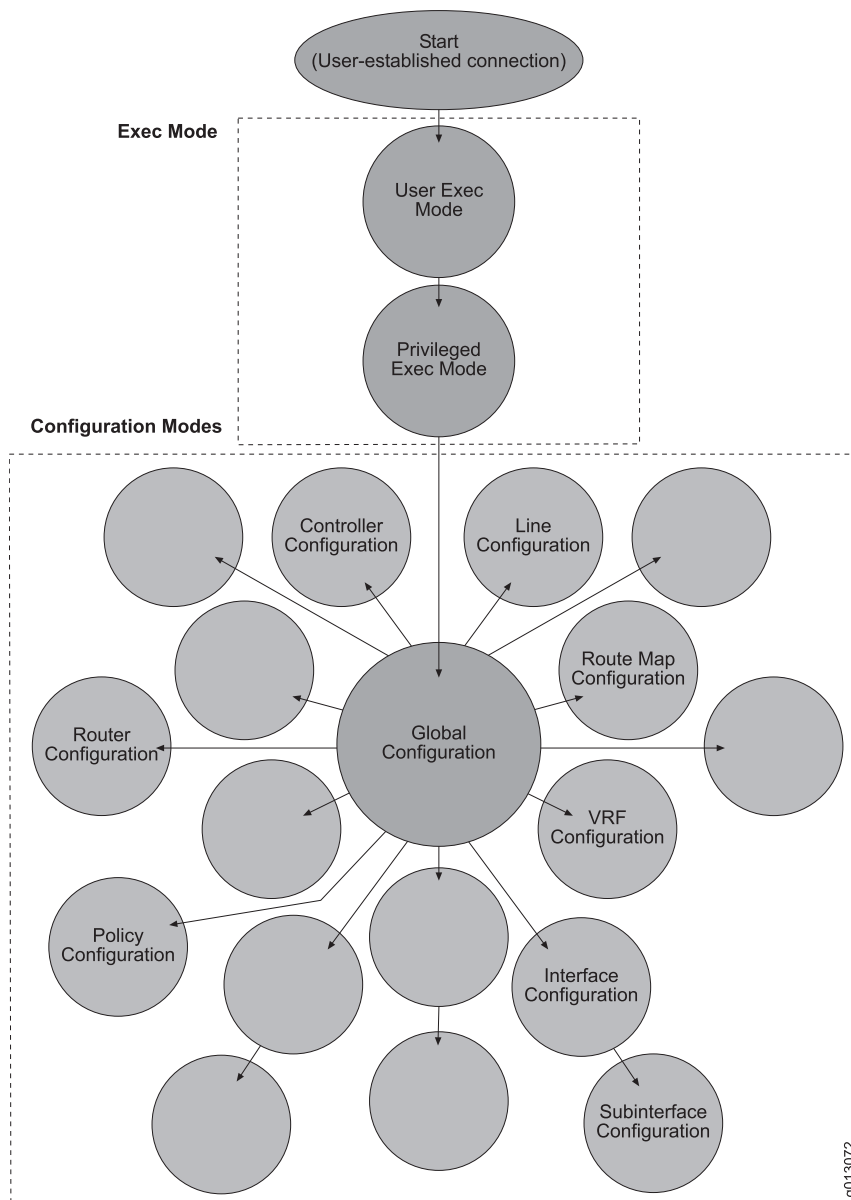 Start
(User-established connection)
Exec Mode
User Exec
Mode
Privileged
Exec Mode
Configuration Modes
Controller
Configuration
Line
Configuration
Route Map
Configuration
Router
Configuration
Global
Configuration
VRF
Configuration
Policy
Configuration
Interface
Configuration
Subinterface
Configuration
g013072